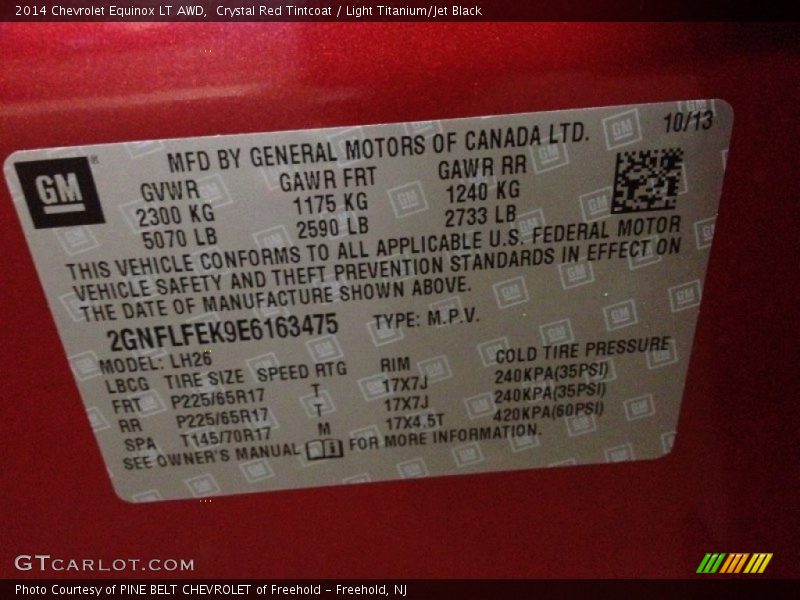 2014 Chevrolet Equinox LT AWD,  Crystal Red Tintcoat / Light Titanium/Jet Black
10/13
MFD BY GENERAL MOTORS OF CANADA LTD.
GM
GVWR GAWR FRT GAWR RR
2300 KG 1175 KG 1240 KG
5070 LB 2590 LB 2733 LB
THIS VEHICLE CONFORMS TO ALL APPLICABLE U.S. FEDERAL MOTOR
VEHICLE SAFETY AND THEFT PREVENTION STANDARDS IN EFFECT ON
THE DATE OF MANUFACTURE SHOWN ABOVE.
2GNFLFEK9E6163475 TYPE: M.P.V.
MODEL: LH26
LBCG TIRE SIZE SPEED RTG RIM COLD TIRE PRESSURE
FRT P225/65R17 T 17X7J 240KPA(35PSI)
RR P225/65R17 T 17X7J 240KPA(35PSI)
SPA T145/70R17 M 17X4.5T 420KPA(60PSI)
SEE OWNER'S MANUAL i FOR MORE INFORMATION.
GTcarlot.com
Photo Courtesy of PINE BELT CHEVROLET of Freehold - Freehold, NJ